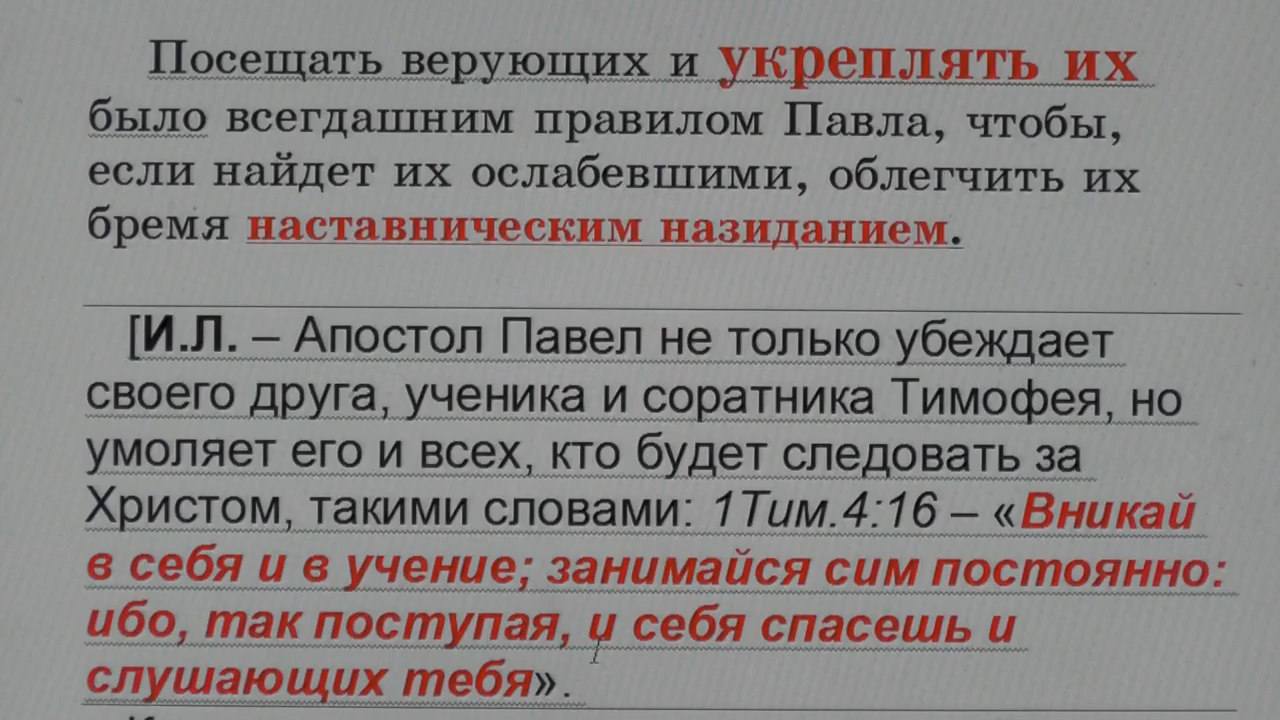 Посещать верующих и укреплять их
было всегдашним правилом Павла, чтобы,
если найдет их ослабевшими, облегчить их
бремя наставническим назиданием.
[И.Л. – Апостол Павел не только убеждает
своего друга, ученика и соратника Тимофея, но
умоляет его и всех, кто будет следовать за
Христом, такими словами: 1Тим.4:16 – «Вникай
в себя и в учение; занимайся сим постоянно:
ибо, так поступая, и себя спасешь и
слушающих тебя».